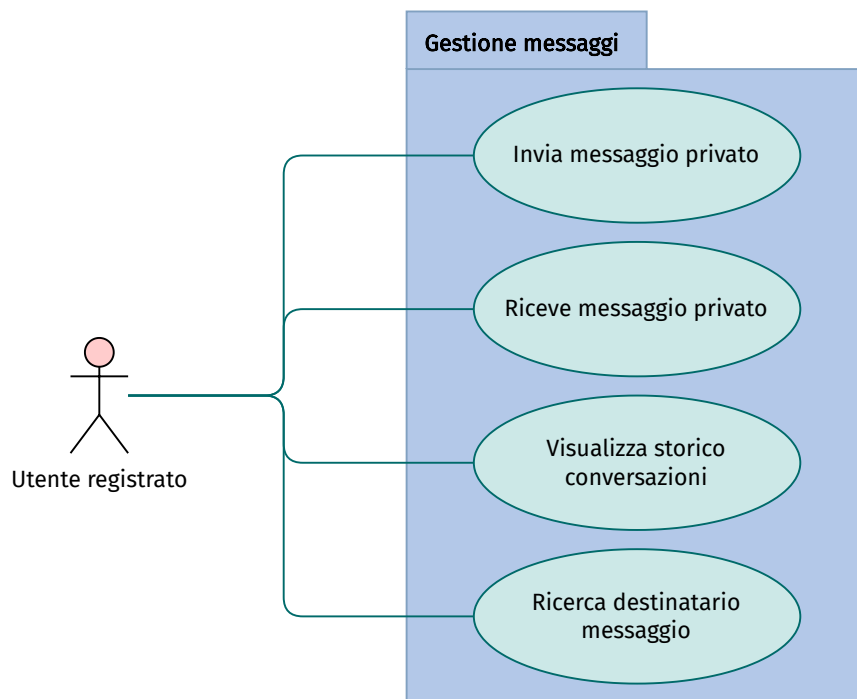 Gestione messaggi
Invia messaggio privato
Riceve messaggio privato
Utente registrato
Visualizza storico
conversazioni
Ricerca destinatario
messaggio